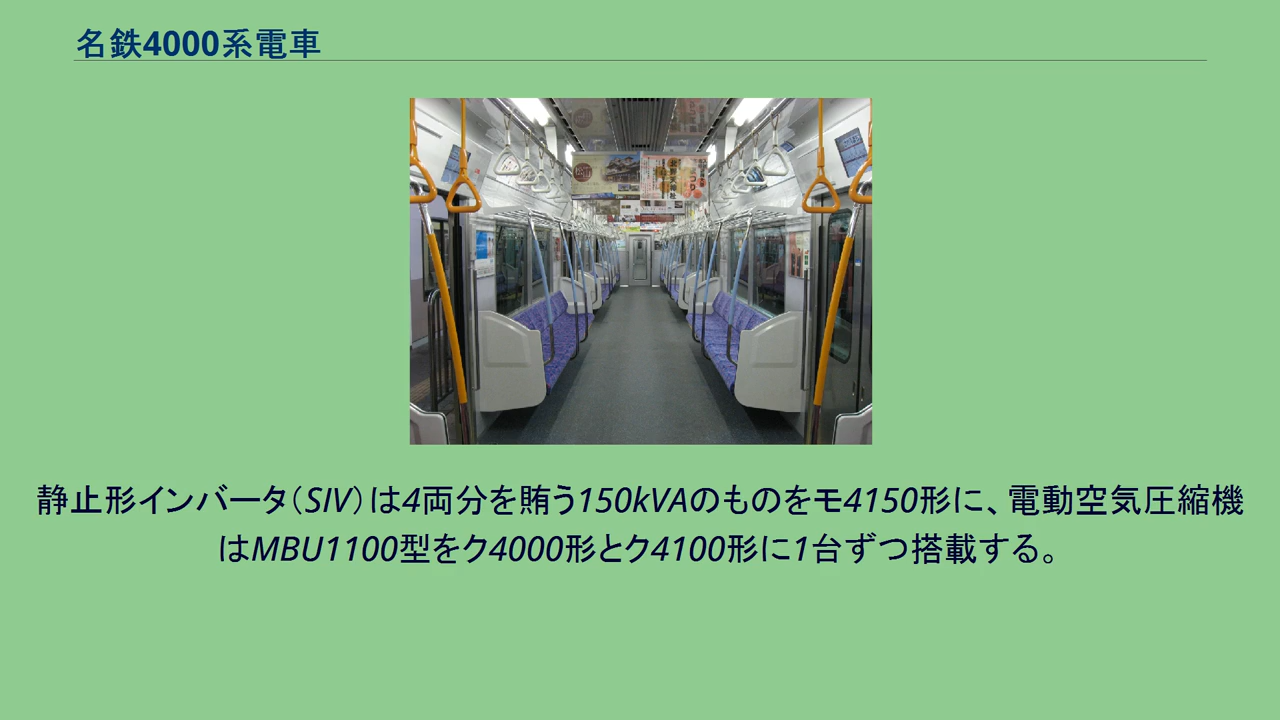 名鉄4000系電車
静止形インバータ（SIV）は4両分を賄う150kVAのものをモ4150形に、電動空気圧縮機
はMBU1100型をク4000形とク4100形に1台ずつ搭載する。